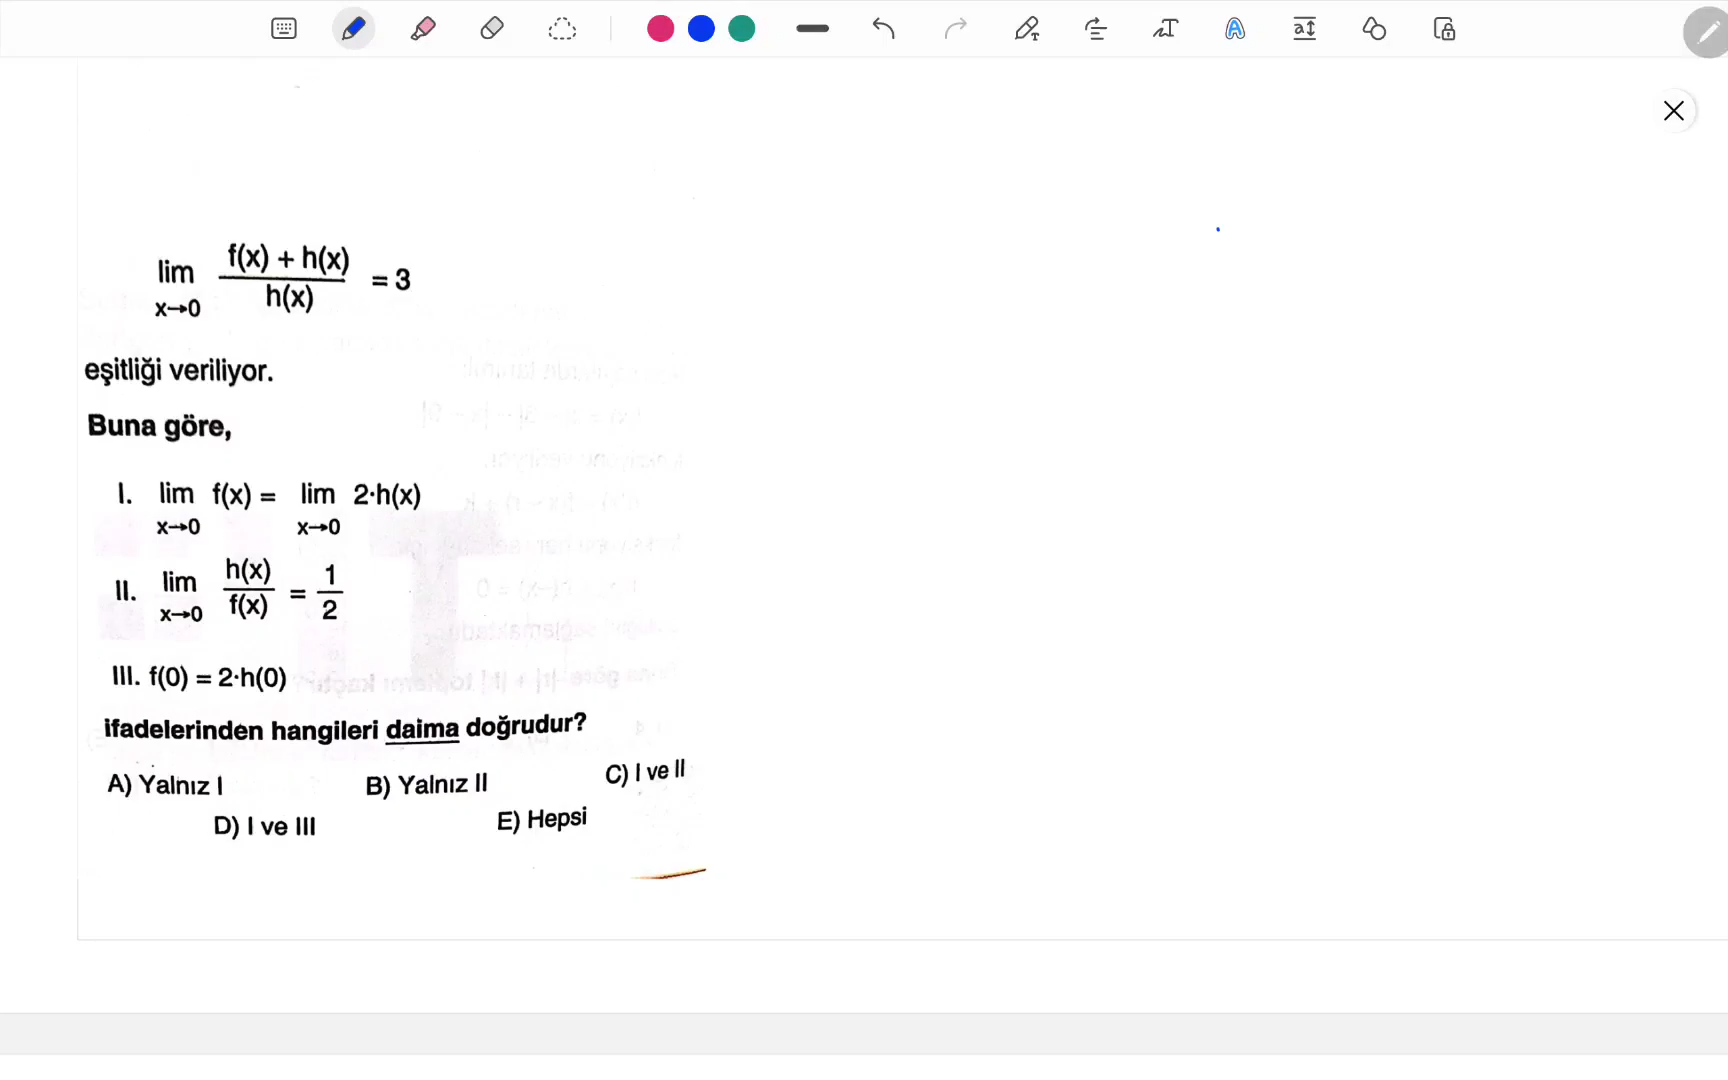 lim x→0 f(x) + h(x) / h(x) = 3
eşitliği veriliyor.
Buna göre,
I. lim x→0 f(x) = lim x→0 2·h(x)
II. lim x→0 h(x) / f(x) = 1 / 2
III. f(0) = 2·h(0)
ifadelerinden hangileri daima doğrudur?
A) Yalnız I B) Yalnız II C) I ve II
D) I ve III E) Hepsi